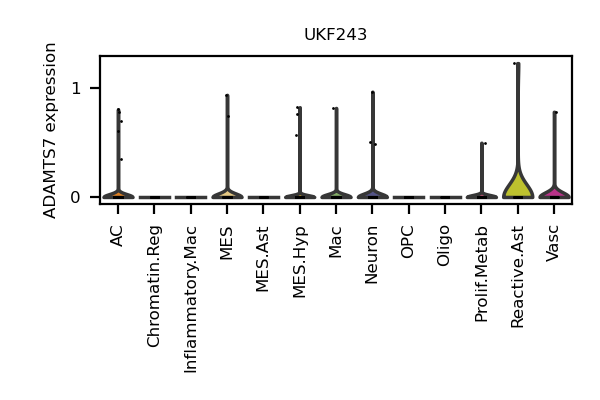 UKF243
ADAMTS7 expression
1
0
AC
Chromatin.Reg
Inflammatory.Mac
MES
MES.Ast
MES.Hyp
Mac
Neuron
OPC
Oligo
Prolif.Metab
Reactive.Ast
Vasc